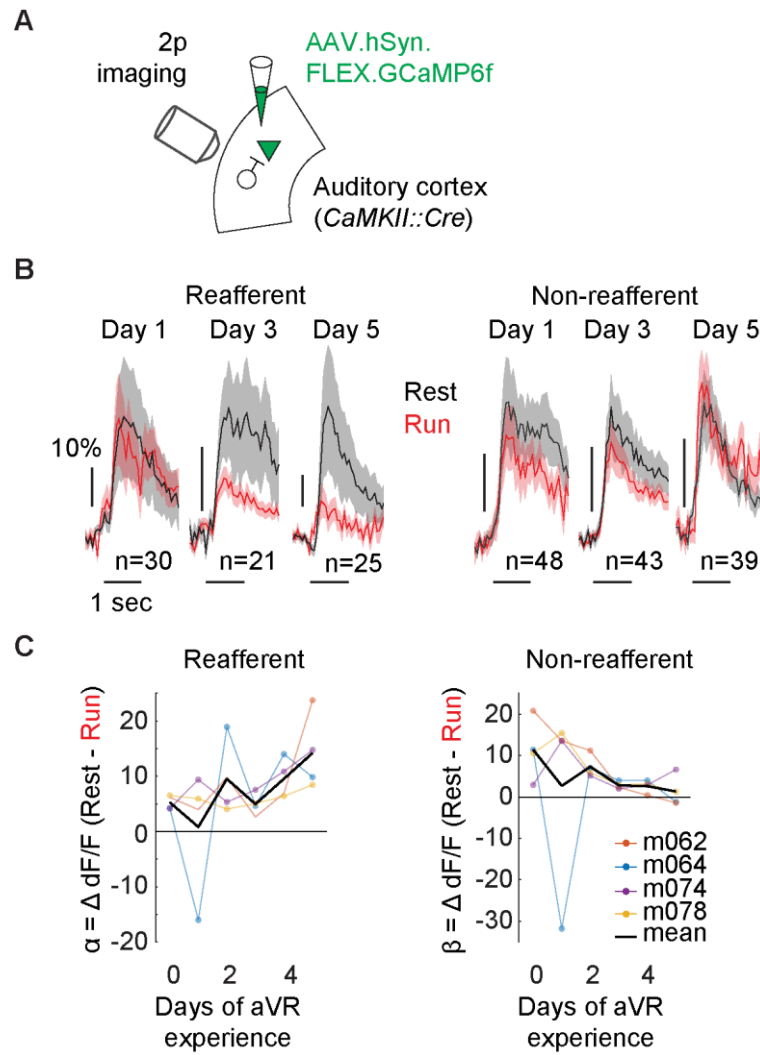 A
2p
imaging
AAV.hSyn.
FLEX.GCaMP6f
Auditory cortex
(CaMKII::Cre)
B
Reafferent
Non-reafferent
Day 1 Day 3 Day 5
Day 1 Day 3 Day 5
Rest
Run
10%
n=30 n=21 n=25
n=48 n=43 n=39
1 sec
C
Reafferent
α = Δ dF/F (Rest - Run)
20
10
0
-10
-20
0 2 4
Days of aVR
experience
Non-reafferent
β = Δ dF/F (Rest - Run)
20
10
0
-10
-20
-30
m062
m064
m074
m078
mean
0 2 4
Days of aVR
experience